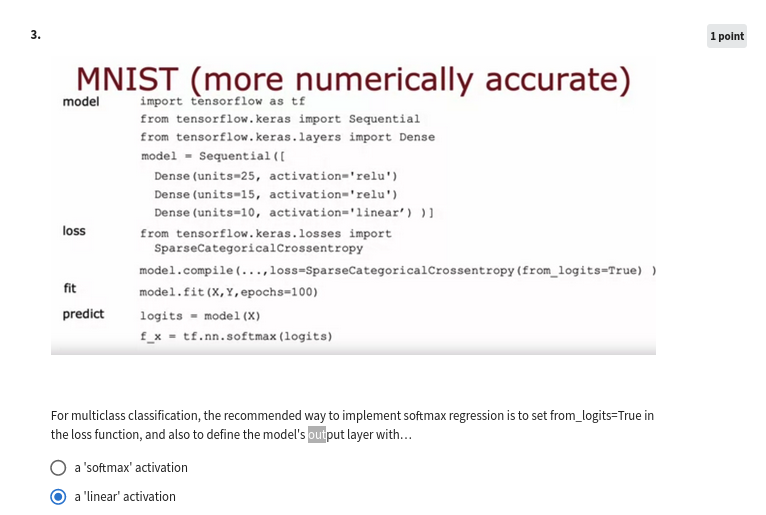 3.
1 point
MNIST (more numerically accurate)
model import tensorflow as tf
from tensorflow.keras import Sequential
from tensorflow.keras.layers import Dense
model = Sequential([
Dense(units=25, activation='relu')
Dense(units=15, activation='relu')
Dense(units=10, activation='linear') )]
loss from tensorflow.keras.losses import
SparseCategoricalCrossentropy
model.compile(...,loss=SparseCategoricalCrossentropy(from_logits=True) )
fit model.fit(X,Y,epochs=100)
predict logits = model(X)
f_x = tf.nn.softmax(logits)
For multiclass classification, the recommended way to implement softmax regression is to set from_logits=True in
the loss function, and also to define the model's output layer with…
a 'softmax' activation
a 'linear' activation